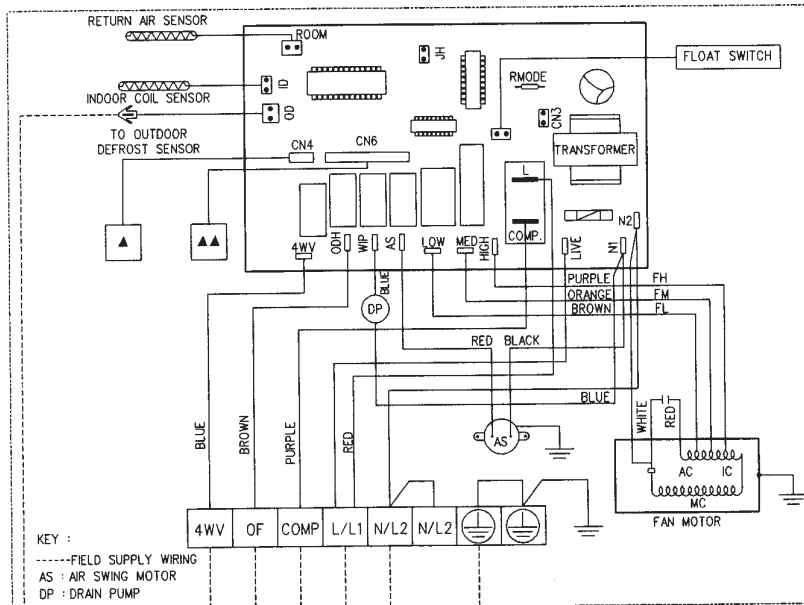 RETURN AIR SENSOR
ROOM
JH
FLOAT SWITCH
ID
RMODE
INDOOR COIL SENSOR
OD
CN3
TO OUTDOOR
DEFROST SENSOR
CN4
CN6
TRANSFORMER
L
COMP.
N2
4WV
ODH
WIP
AS
LOW
MED
HIGH
LIVE
N1
BLUE
PURPLE
FH
ORANGE
FM
BROWN
FL
DP
RED
BLACK
BLUE
BLUE
BROWN
PURPLE
RED
WHITE
RED
AS
AC
IC
MC
FAN MOTOR
4WV
OF
COMP
L/L1
N/L2
N/L2
KEY :
-----FIELD SUPPLY WIRING
AS : AIR SWING MOTOR
DP : DRAIN PUMP